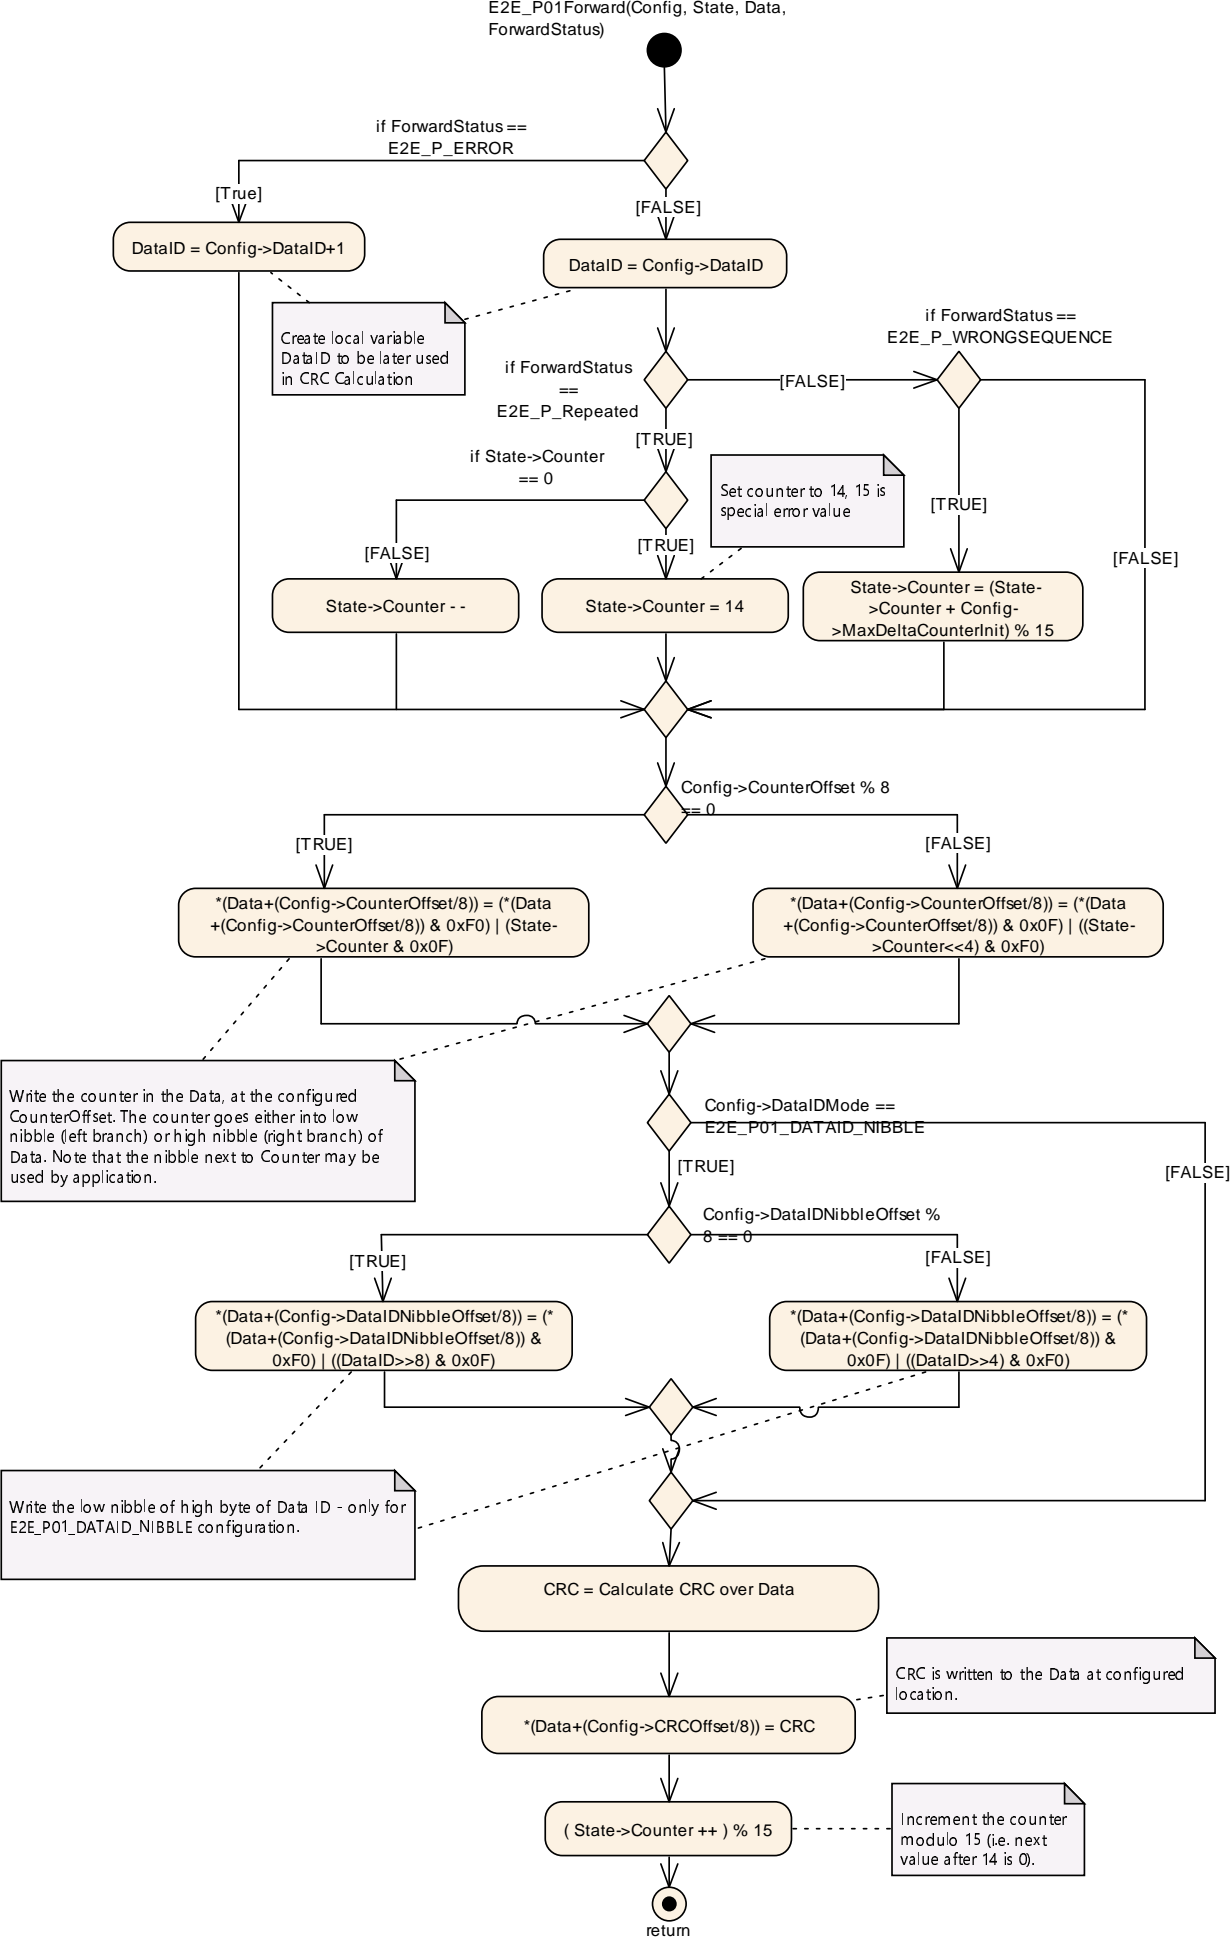 E2E_P01Forward(Config, State, Data,
ForwardStatus)
if ForwardStatus ==
E2E_P_ERROR
[True]
[FALSE]
DataID = Config->DataID+1
DataID = Config->DataID
Create local variable
DataID to be later used
in CRC Calculation
if ForwardStatus ==
E2E_P_WRONGSEQUENCE
if ForwardStatus
==
E2E_P_Repeated
[FALSE]
[TRUE]
if State->Counter
== 0
Set counter to 14, 15 is
special error value
[TRUE]
[FALSE]
[TRUE]
[FALSE]
State->Counter - -
State->Counter = 14
State->Counter = (State-
>Counter + Config-
>MaxDeltaCounterInit) % 15
Config->CounterOffset % 8
== 0
[TRUE]
[FALSE]
*(Data+(Config->CounterOffset/8)) = (*(Data
+(Config->CounterOffset/8)) & 0xF0) | (State-
>Counter & 0x0F)
*(Data+(Config->CounterOffset/8)) = (*(Data
+(Config->CounterOffset/8)) & 0x0F) | ((State-
>Counter<<4) & 0xF0)
Write the counter in the Data, at the configured
CounterOffset. The counter goes either into low
nibble (left branch) or high nibble (right branch) of
Data. Note that the nibble next to Counter may be
used by application.
Config->DataIDMode ==
E2E_P01_DATAID_NIBBLE
[TRUE]
[FALSE]
Config->DataIDNibbleOffset %
8 == 0
[TRUE]
[FALSE]
*(Data+(Config->DataIDNibbleOffset/8)) = (*
(Data+(Config->DataIDNibbleOffset/8)) &
0xF0) | ((DataID>>8) & 0x0F)
*(Data+(Config->DataIDNibbleOffset/8)) = (*
(Data+(Config->DataIDNibbleOffset/8)) &
0x0F) | ((DataID>>4) & 0xF0)
Write the low nibble of high byte of Data ID - only for
E2E_P01_DATAID_NIBBLE configuration.
CRC = Calculate CRC over Data
CRC is written to the Data at configured
location.
*(Data+(Config->CRCOffset/8)) = CRC
( State->Counter ++ ) % 15
Increment the counter
modulo 15 (i.e. next
value after 14 is 0).
return